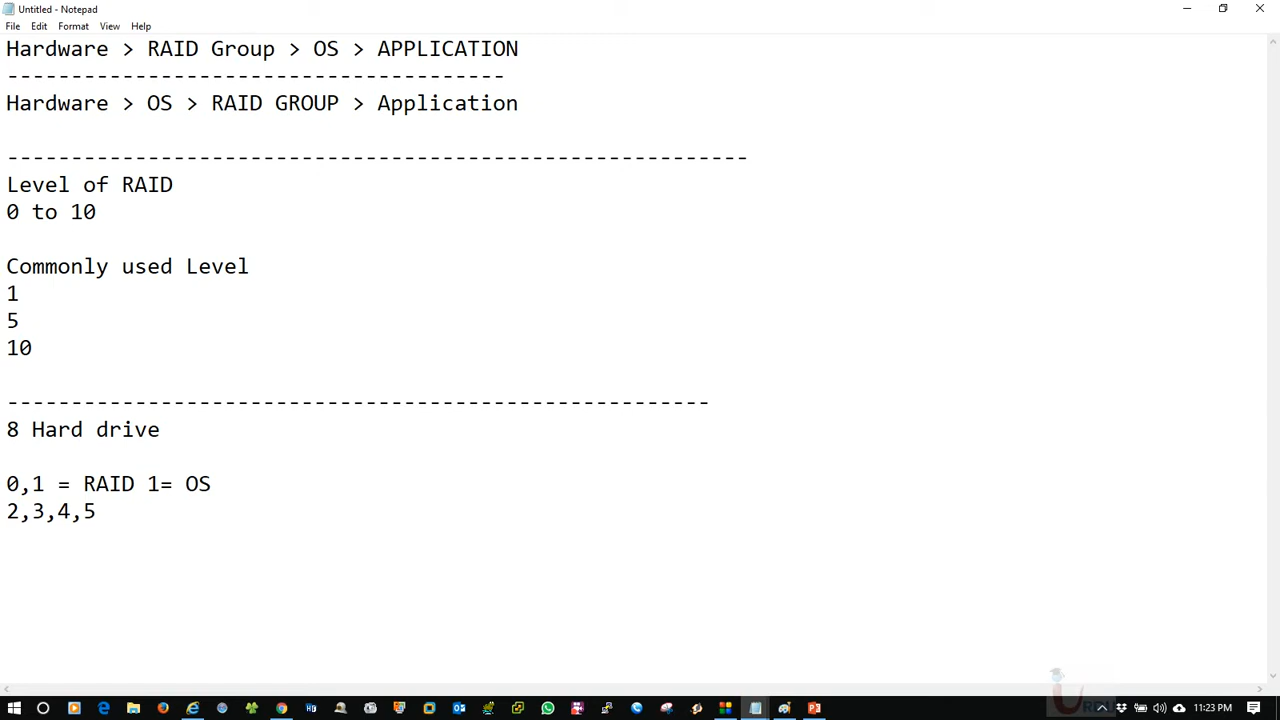 Untitled - Notepad
File Edit Format View Help
Hardware > RAID Group > OS > APPLICATION
---------------------------------------
Hardware > OS > RAID GROUP > Application
----------------------------------------------------------
Level of RAID
0 to 10
Commonly used Level
1
5
10
-------------------------------------------------------
8 Hard drive
0,1 = RAID 1= OS
2,3,4,5
11:23 PM